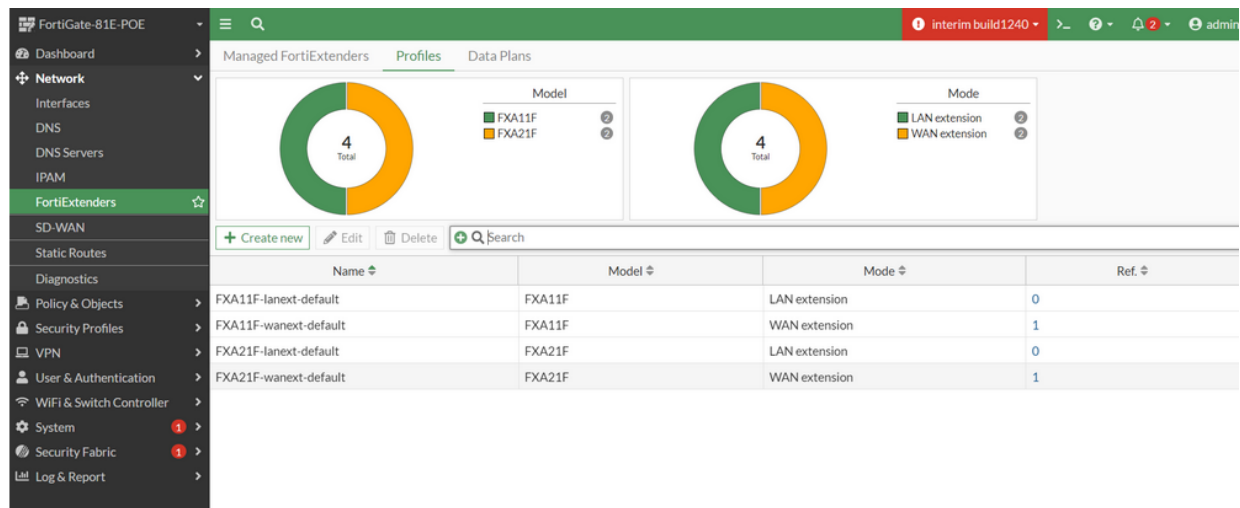 FortiGate-81E-POE
interim build1240
>_
2
admin
Dashboard
Network
Interfaces
DNS
DNS Servers
IPAM
FortiExtenders
SD-WAN
Static Routes
Diagnostics
Policy & Objects
Security Profiles
VPN
User & Authentication
WiFi & Switch Controller
System 1
Security Fabric 1
Log & Report
Managed FortiExtenders Profiles Data Plans
4
Total
Model
FXA11F 2
FXA21F 2
4
Total
Mode
LAN extension 2
WAN extension 2
+ Create new Edit Delete Search
Name Model Mode Ref.
FXA11F-lanext-default FXA11F LAN extension 0
FXA11F-wanext-default FXA11F WAN extension 1
FXA21F-lanext-default FXA21F LAN extension 0
FXA21F-wanext-default FXA21F WAN extension 1